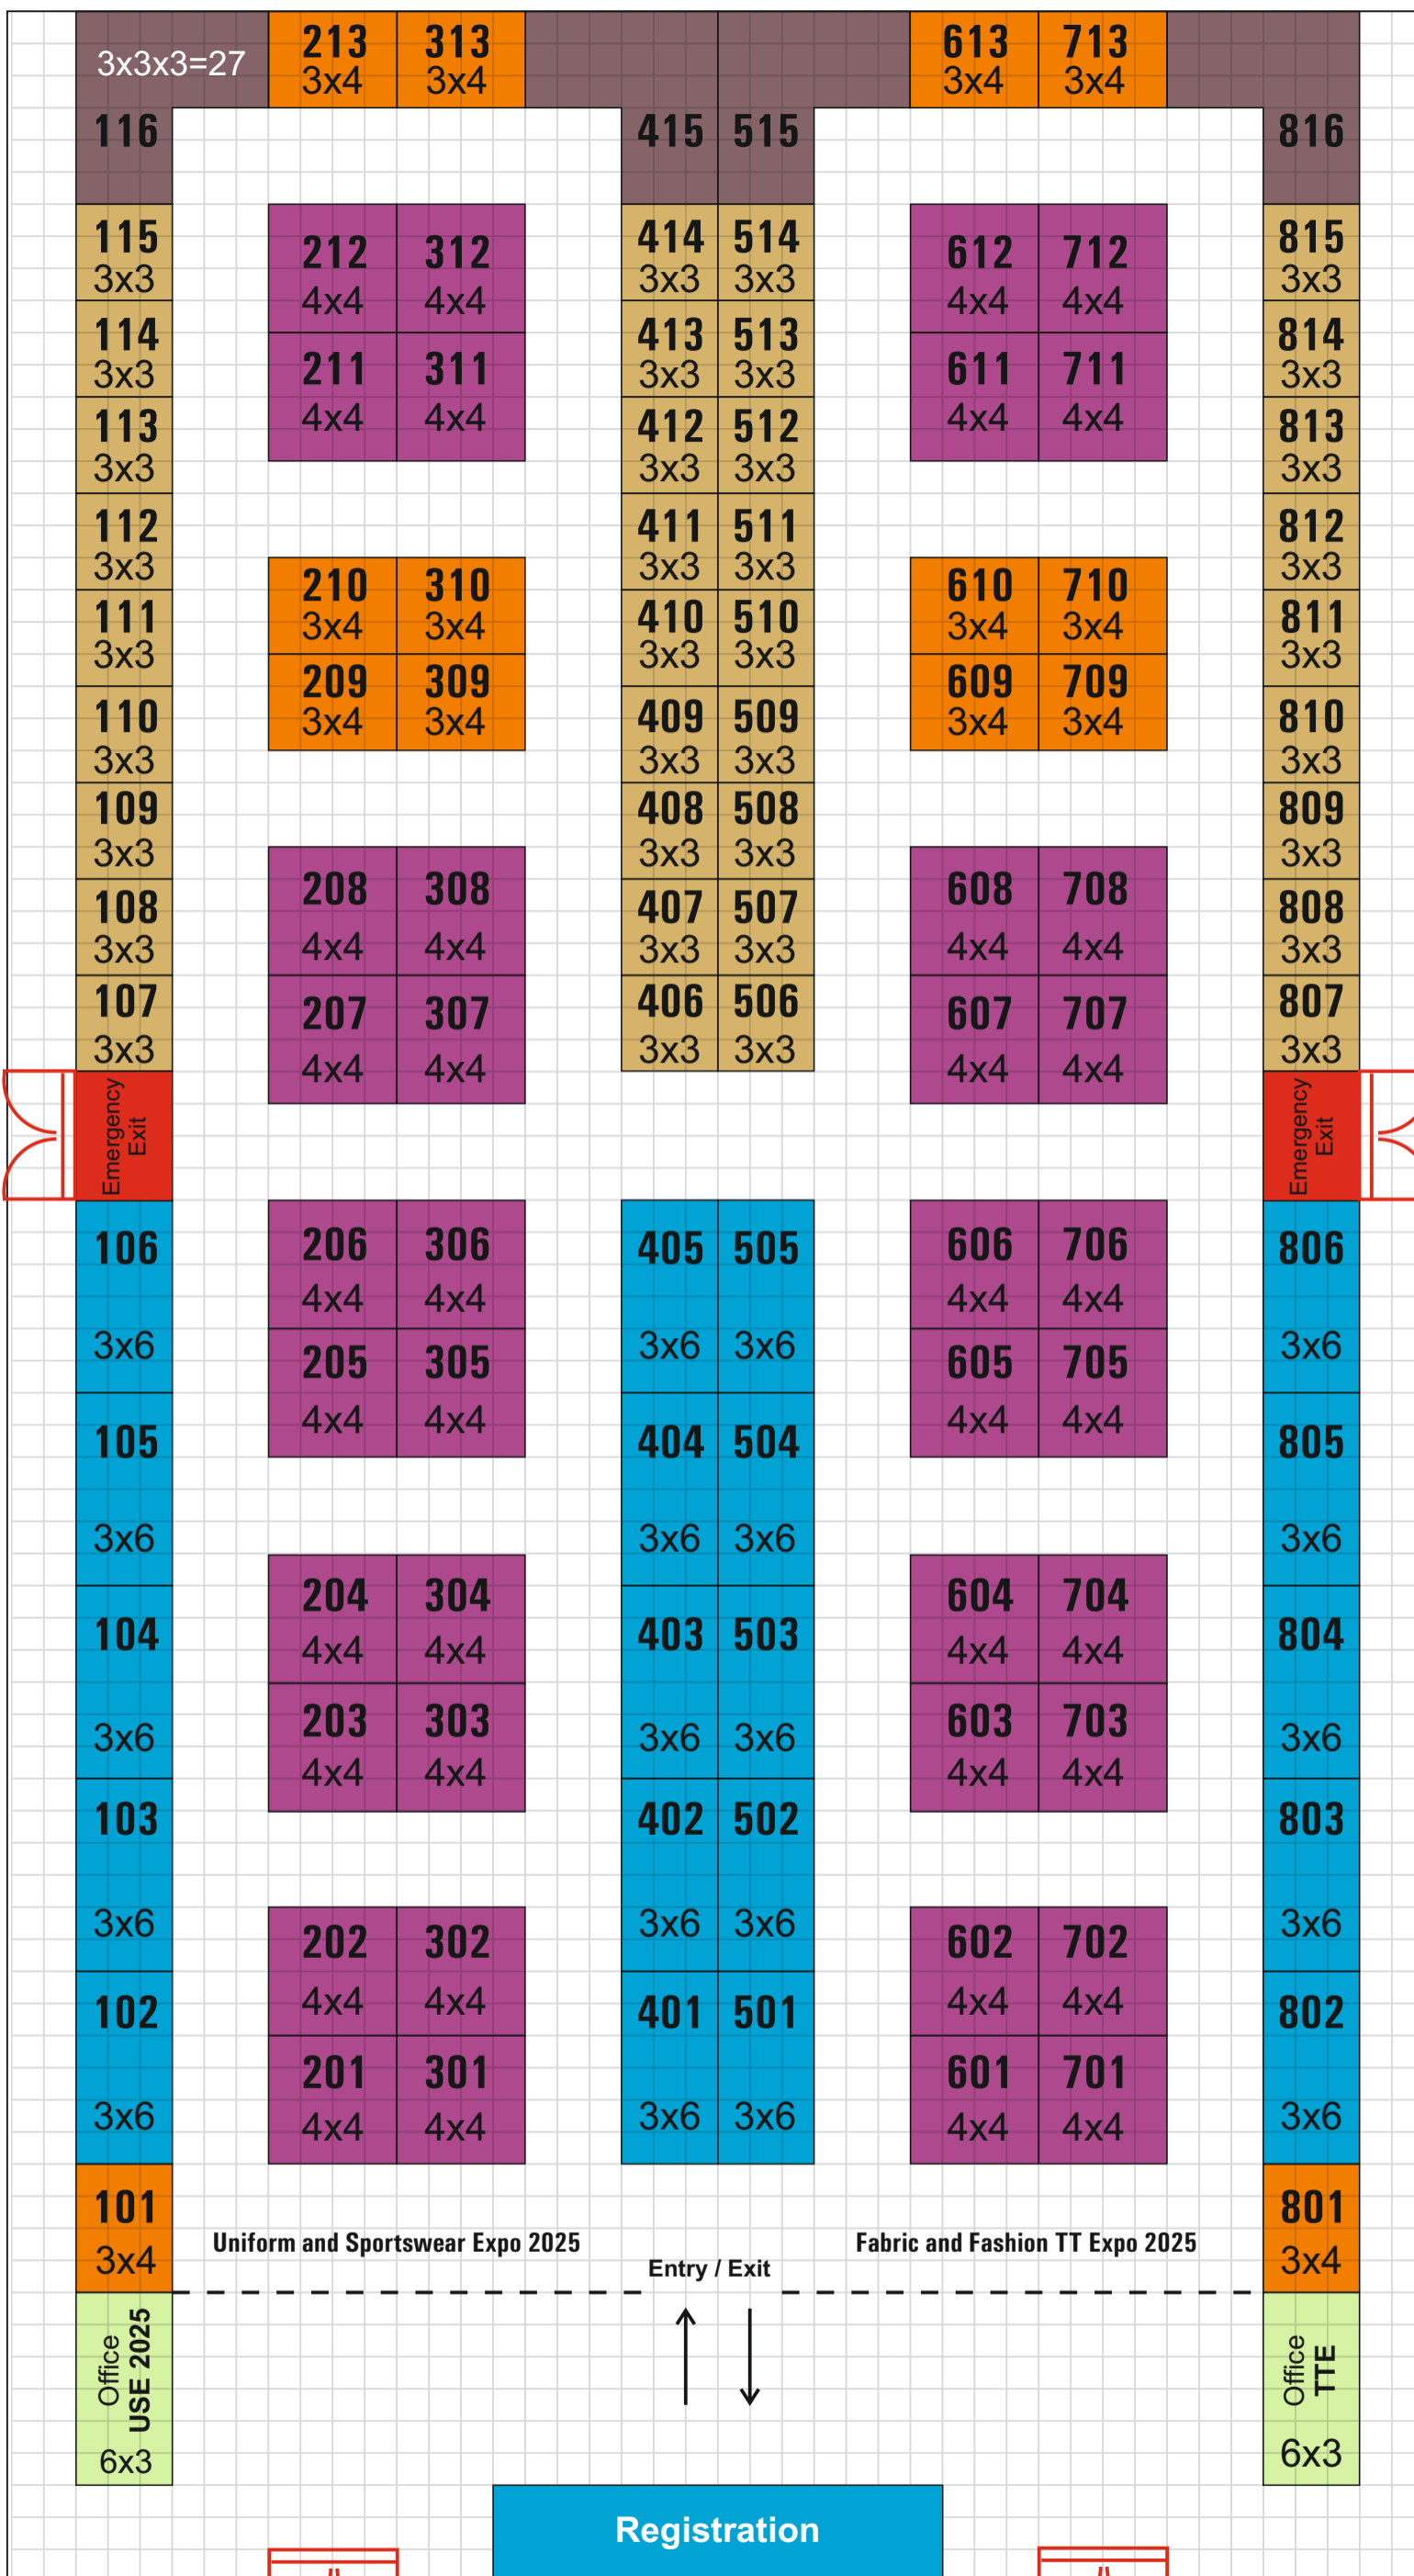 213 313 613 713
3x3x3=27 3x4 3x4 3x4 3x4
116 415 515 816
115 212 312 414 514 612 712 815
3x3 4x4 4x4 3x3 3x3 4x4 4x4 3x3
114 413 513 814
3x3 211 311 3x3 3x3 611 711 3x3
113 4x4 4x4 412 512 4x4 4x4 813
3x3 3x3 3x3 3x3
112 411 511 812
3x3 210 310 3x3 3x3 610 710 3x3
111 3x4 3x4 410 510 3x4 3x4 811
3x3 209 309 3x3 3x3 609 709 3x3
110 3x4 3x4 409 509 3x4 3x4 810
3x3 3x3 3x3 3x3
109 408 508 809
3x3 208 308 3x3 3x3 608 708 3x3
108 4x4 4x4 407 507 4x4 4x4 808
3x3 3x3 3x3 3x3
107 207 307 406 506 607 707 807
3x3 4x4 4x4 3x3 3x3 4x4 4x4 3x3
Emergency Emergency
Exit Exit
106 206 306 405 505 606 706 806
4x4 4x4 4x4 4x4
3x6 205 305 3x6 3x6 605 705 3x6
105 4x4 4x4 404 504 4x4 4x4 805
3x6 3x6 3x6 3x6
104 204 304 403 503 604 704 804
4x4 4x4 4x4 4x4
3x6 203 303 3x6 3x6 603 703 3x6
4x4 4x4 4x4 4x4
103 402 502 803
3x6 202 302 3x6 3x6 602 702 3x6
102 4x4 4x4 401 501 4x4 4x4 802
201 301 601 701
3x6 4x4 4x4 3x6 3x6 4x4 4x4 3x6
101 801
3x4 3x4
Uniform and Sportswear Expo 2025 Fabric and Fashion TT Expo 2025
Entry / Exit
Office Office
USE 2025 TTE
6x3 6x3
Registration